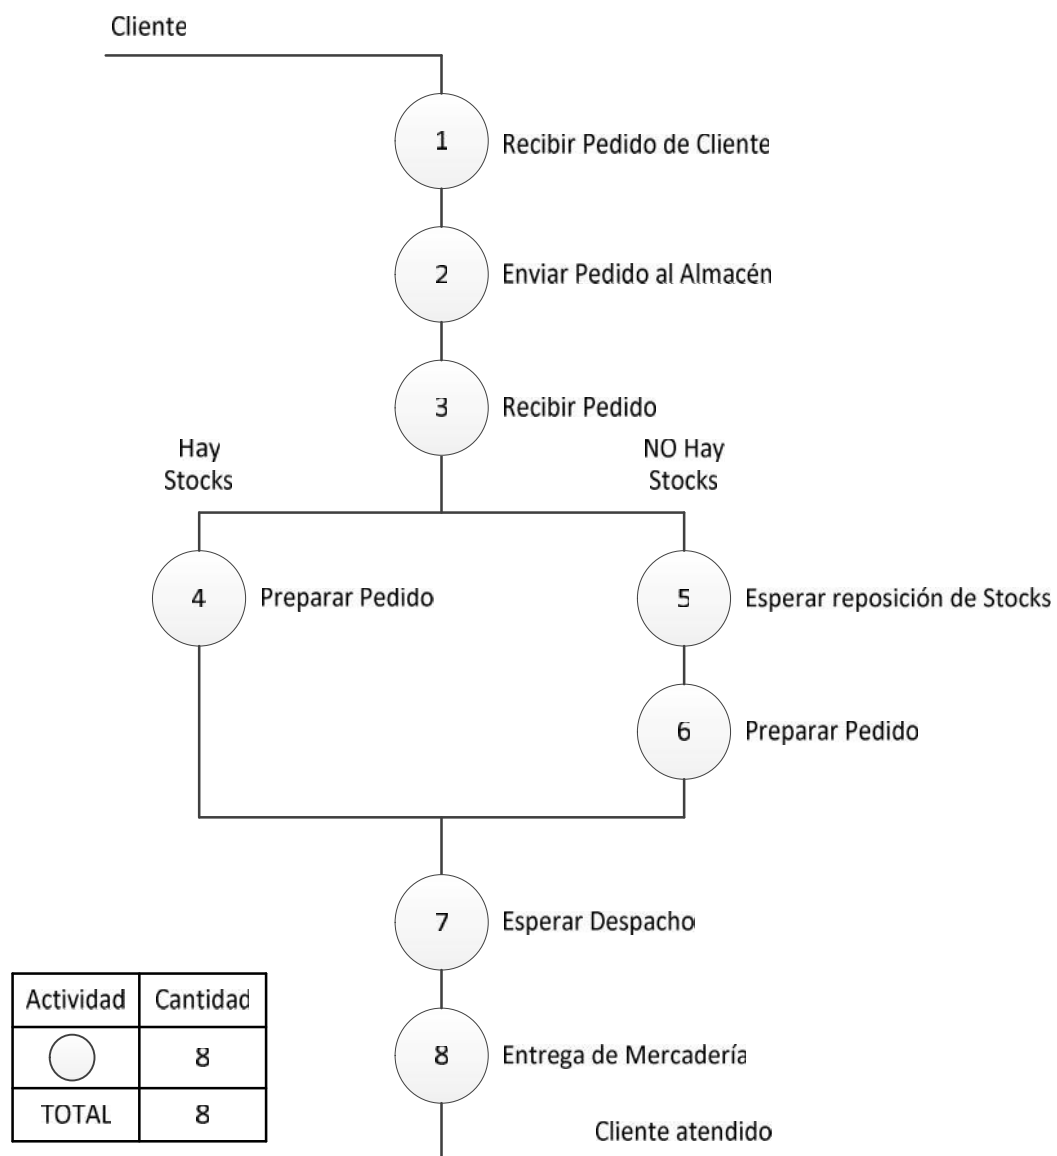 Cliente
1
Recibir Pedido de Cliente
2
Enviar Pedido al Almacén
3
Recibir Pedido
Hay
Stocks
NO Hay
Stocks
4
Preparar Pedido
5
Esperar reposición de Stocks
6
Preparar Pedido
7
Esperar Despacho
8
Entrega de Mercadería
Cliente atendido
Actividad Cantidad
8
TOTAL 8